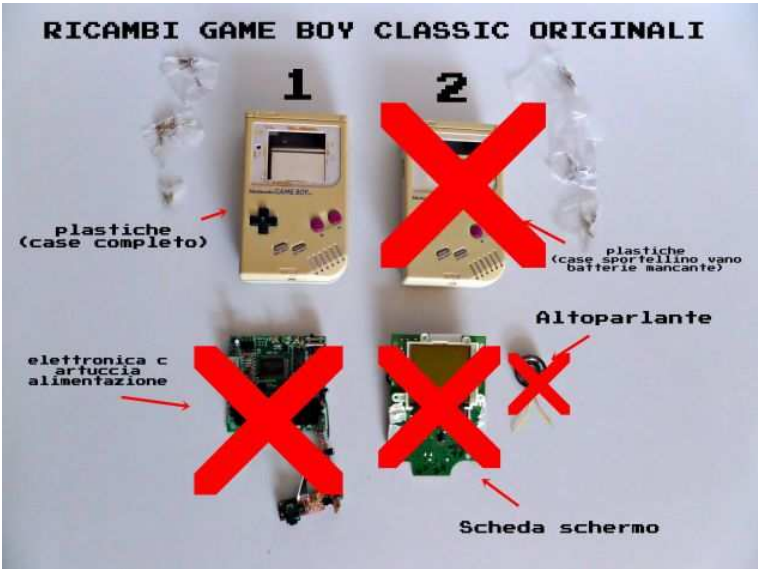 RICAMBI GAME BOY CLASSIC ORIGINALI
1
2
Nintendo GAME BOY
plastiche
(case completo)
plastiche
(case sportellino vano
batterie mancante)
Altoparlante
elettronica c
artuccia
alimentazione
Scheda schermo